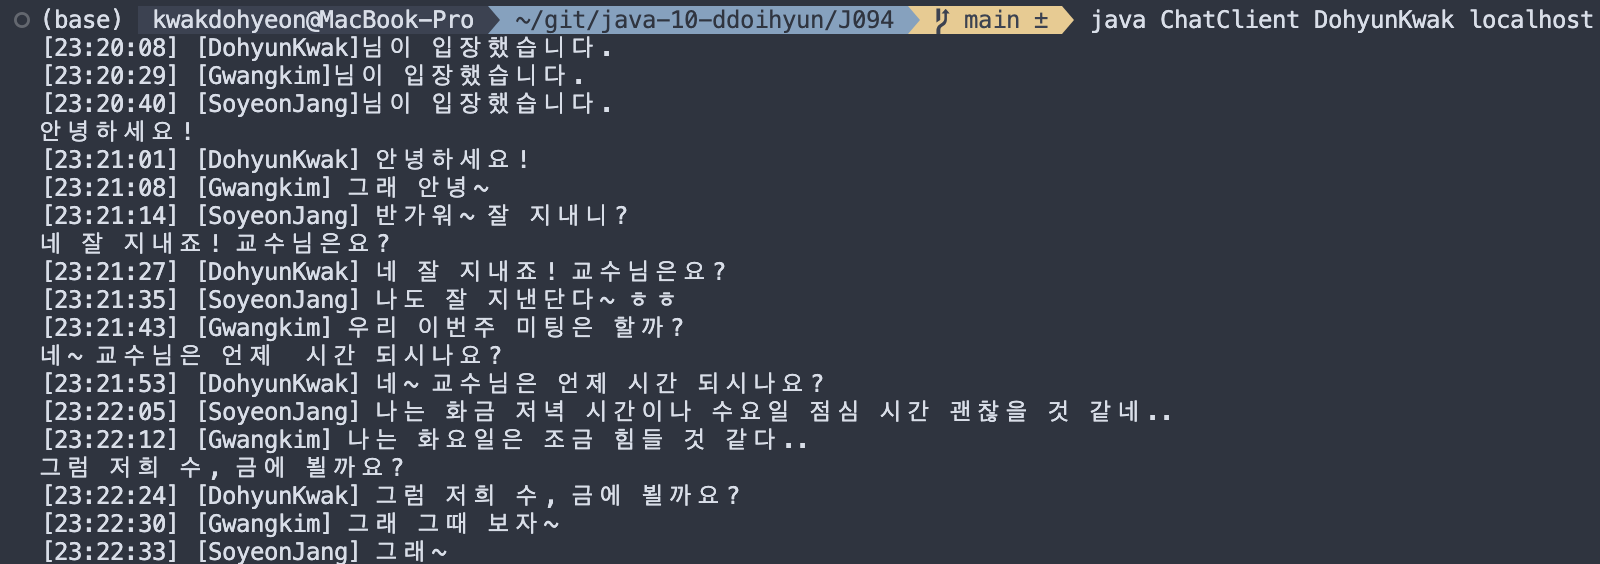 (base) kwakdohyeon@MacBook-Pro ~/git/java-10-ddoihyun/J094 main ± java ChatClient DohyunKwak localhost
[23:20:08] [DohyunKwak]님이 입장했습니다.
[23:20:29] [Gwangkim]님이 입장했습니다.
[23:20:40] [SoyeonJang]님이 입장했습니다.
안녕하세요!
[23:21:01] [DohyunKwak] 안녕하세요!
[23:21:08] [Gwangkim] 그래 안녕~
[23:21:14] [SoyeonJang] 반가워~ 잘 지내니?
네 잘 지내죠! 교수님은요?
[23:21:27] [DohyunKwak] 네 잘 지내죠! 교수님은요?
[23:21:35] [SoyeonJang] 나도 잘 지낸단다~ ㅎㅎ
[23:21:43] [Gwangkim] 우리 이번주 미팅은 할까?
네~ 교수님은 언제  시간 되시나요?
[23:21:53] [DohyunKwak] 네~ 교수님은 언제 시간 되시나요?
[23:22:05] [SoyeonJang] 나는 화금 저녁 시간이나 수요일 점심 시간 괜찮을 것 같네..
[23:22:12] [Gwangkim] 나는 화요일은 조금 힘들 것 같다..
그럼 저희 수, 금에 뵐까요?
[23:22:24] [DohyunKwak] 그럼 저희 수, 금에 뵐까요?
[23:22:30] [Gwangkim] 그래 그때 보자~
[23:22:33] [SoyeonJang] 그래~